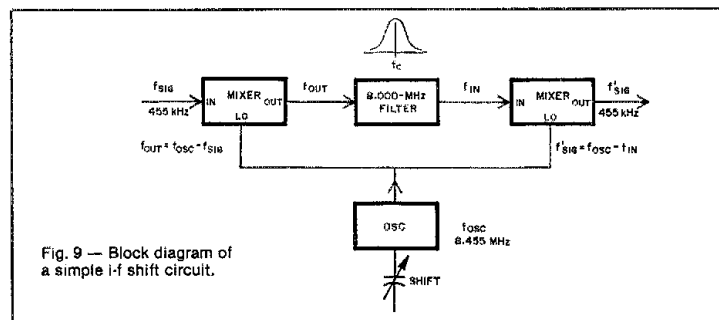 fC
fSIG
455 kHz
IN MIXER OUT
LO
fOUT
8.000-MHz
FILTER
fIN
IN MIXER OUT
LO
f'SIG
455 kHz
fOUT = fOSC – fSIG
f'SIG = fOSC – fIN
OSC
fOSC
8.455 MHz
SHIFT
Fig. 9 — Block diagram of
a simple i-f shift circuit.